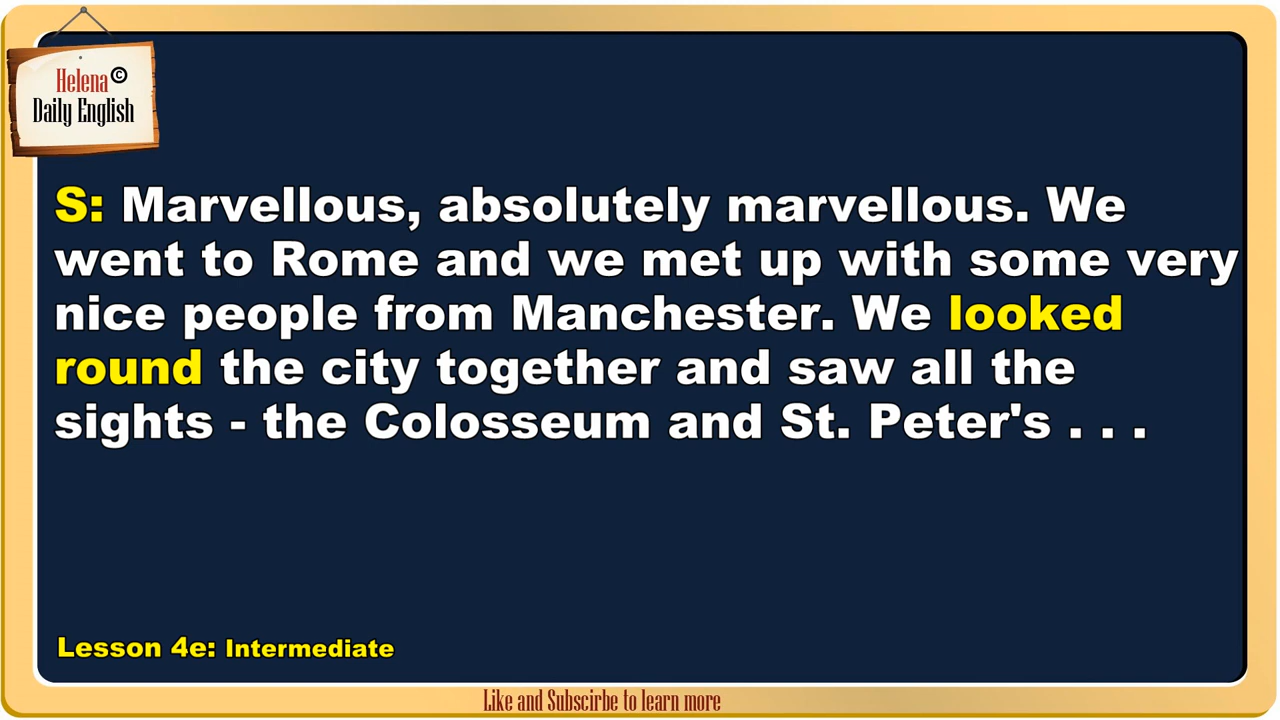 Helena ©
Daily English
S: Marvellous, absolutely marvellous. We
went to Rome and we met up with some very
nice people from Manchester. We looked
round the city together and saw all the
sights - the Colosseum and St. Peter's . . .
Lesson 4e: Intermediate
Like and Subscirbe to learn more